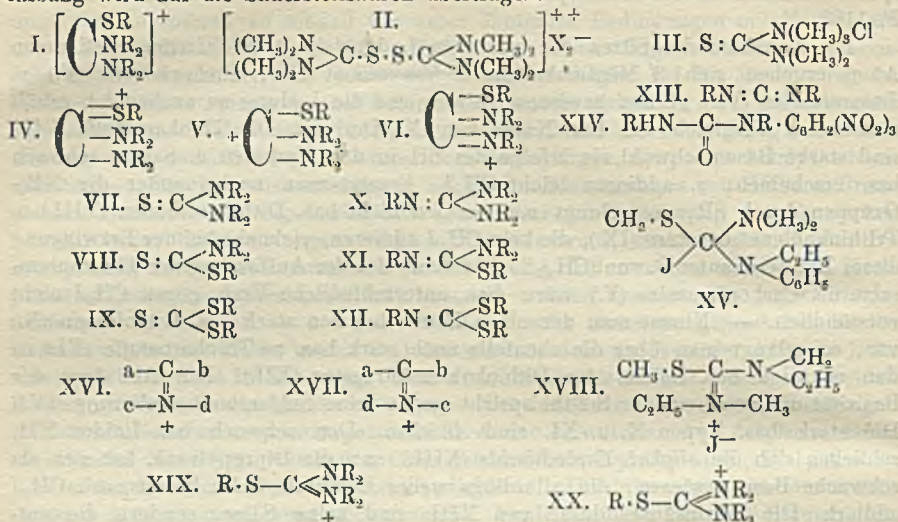 I. [C SR NR₂ NR₂]⁺
II. [(CH₃)₂N (CH₃)₂N > C·S·S·C < N(CH₃)₂ N(CH₃)₂]⁺⁺ X₂⁻
III. S : C < N(CH₃)₃Cl N(CH₃)₂
IV. C SR⁺ NR₂ NR₂
V. + C SR NR₂ NR₂
VI. C SR NR₂ NR₂
XIII. RN : C : NR
XIV. RHN—C—NR·C₆H₂(NO₂)₃
O
VII. S : C < NR₂ NR₂
X. RN : C < NR₂ NR₂
VIII. S : C < NR₂ SR
XI. RN : C < NR₂ SR
IX. S : C < SR SR
XII. RN : C < SR SR
CH₃·S N(CH₃)₂
C
J N < C₂H₅ C₆H₅
XV.
XVI. a—C—b
c—N—d
+
XVII. a—C—b
d—N—c
+
XVIII. CH₃·S—C—N <
C₂H₅—N—CH₃
+
J⁻
XIX. R·S—C < NR₂ NR₂
+
XX. R·S—C < NR₂ NR₂
+